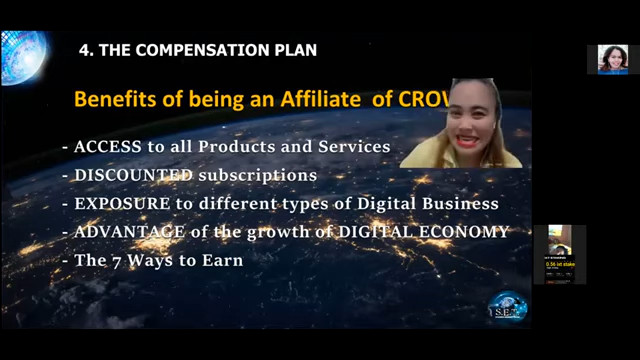 4. THE COMPENSATION PLAN
Benefits of being an Affiliate of CROW
- ACCESS to all Products and Services
- DISCOUNTED subscriptions
- EXPOSURE to different types of Digital Business
- ADVANTAGE of the growth of DIGITAL ECONOMY
- The 7 Ways to Earn